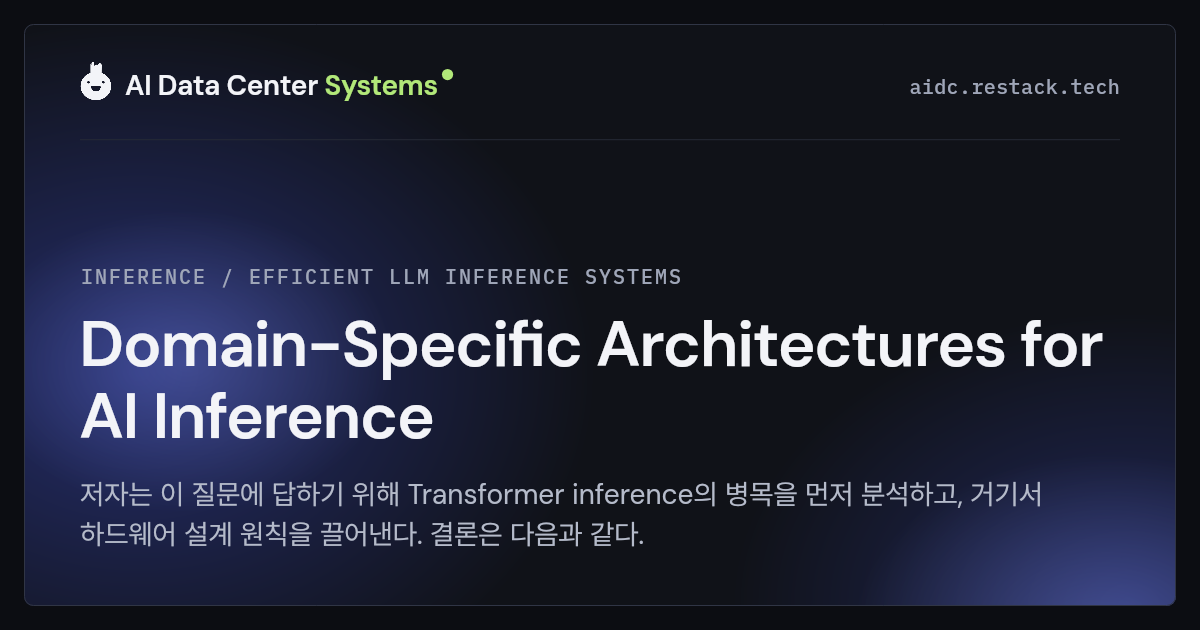 AI Data Center Systems
aidc.restack.tech
INFERENCE / EFFICIENT LLM INFERENCE SYSTEMS
Domain-Specific Architectures for
AI Inference
저자는 이 질문에 답하기 위해 Transformer inference의 병목을 먼저 분석하고, 거기서
하드웨어 설계 원칙을 끌어낸다. 결론은 다음과 같다.